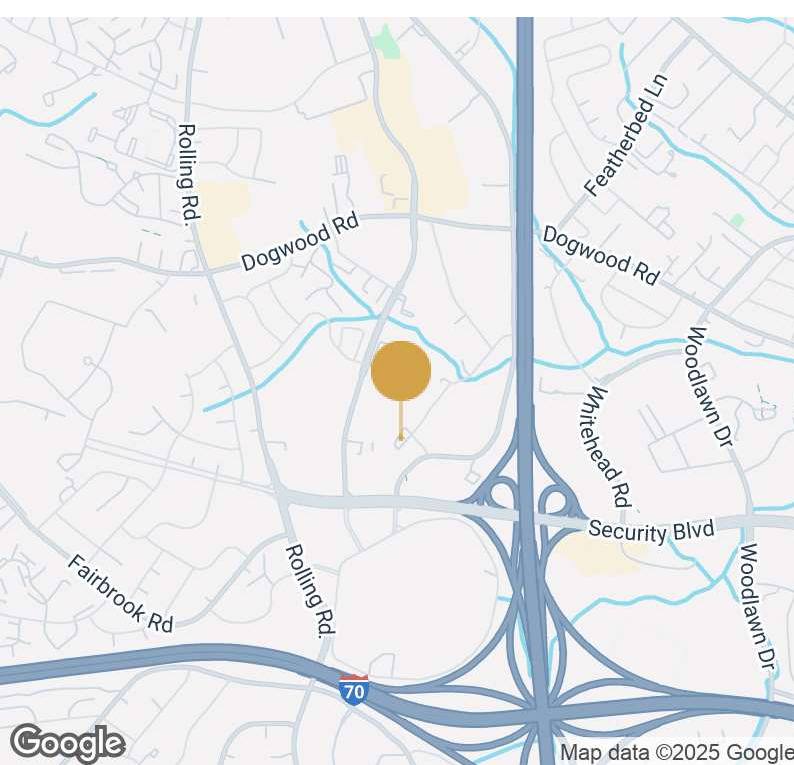 Featherbed Ln
Rolling Rd.
Dogwood Rd
Dogwood Rd
Woodlawn Dr
Whitehead Rd
Security Blvd
Rolling Rd.
Fairbrook Rd
Woodlawn Dr
70
Google
Map data ©2025 Google